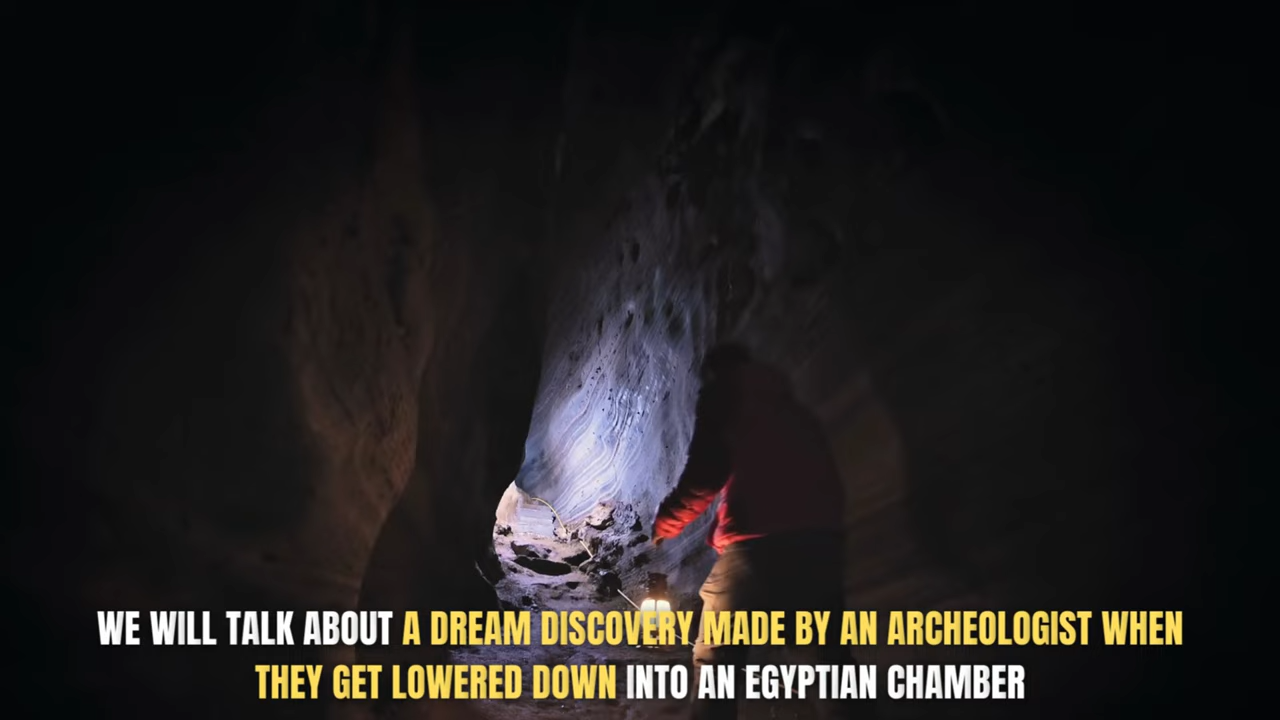 WE WILL TALK ABOUT A DREAM DISCOVERY MADE BY AN ARCHEOLOGIST WHEN
THEY GET LOWERED DOWN INTO AN EGYPTIAN CHAMBER